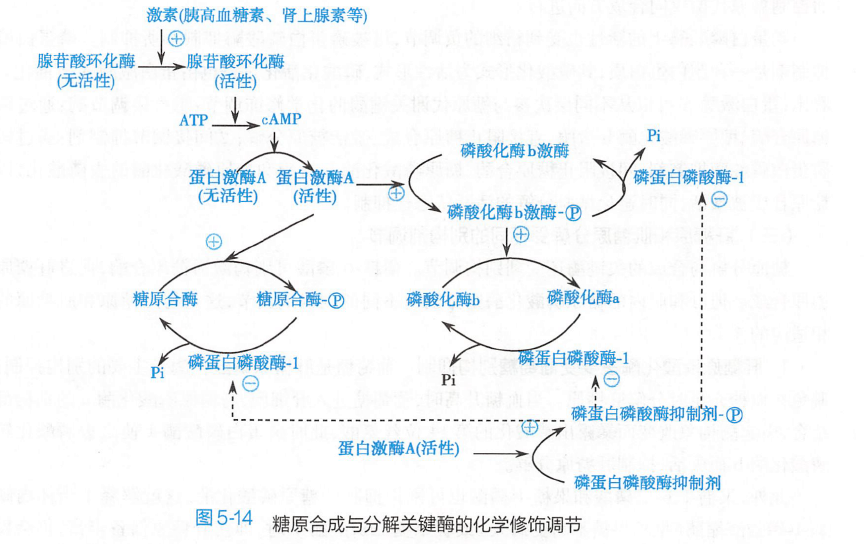 激素(胰高血糖素、肾上腺素等)
⊕
腺苷酸环化酶 腺苷酸环化酶
(无活性) (活性)
ATP cAMP
蛋白激酶A 蛋白激酶A
(无活性) (活性)
⊕
磷酸化酶b激酶
磷酸化酶b激酶-Ⓟ
Pi
磷蛋白磷酸酶-1
⊖
⊕
糖原合酶 糖原合酶-Ⓟ
Pi
磷蛋白磷酸酶-1
⊖
⊕
磷酸化酶b 磷酸化酶a
Pi
磷蛋白磷酸酶-1
⊖
磷蛋白磷酸酶抑制剂-Ⓟ
⊕
蛋白激酶A(活性)
磷蛋白磷酸酶抑制剂
图5-14 糖原合成与分解关键酶的化学修饰调节